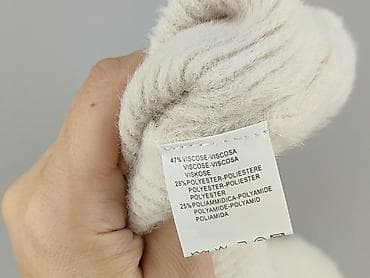 47% VISCOSE-VISCOSA
VISCOSE-VISCOSA
VISKOSE
28% POLYESTER-POLIESTERE
POLYESTER-POLIESTER
POLYESTER
25% POLIAMMIDICA-POLYAMIDE
POLYAMIDE-POLYAMID
POLIAMIDA